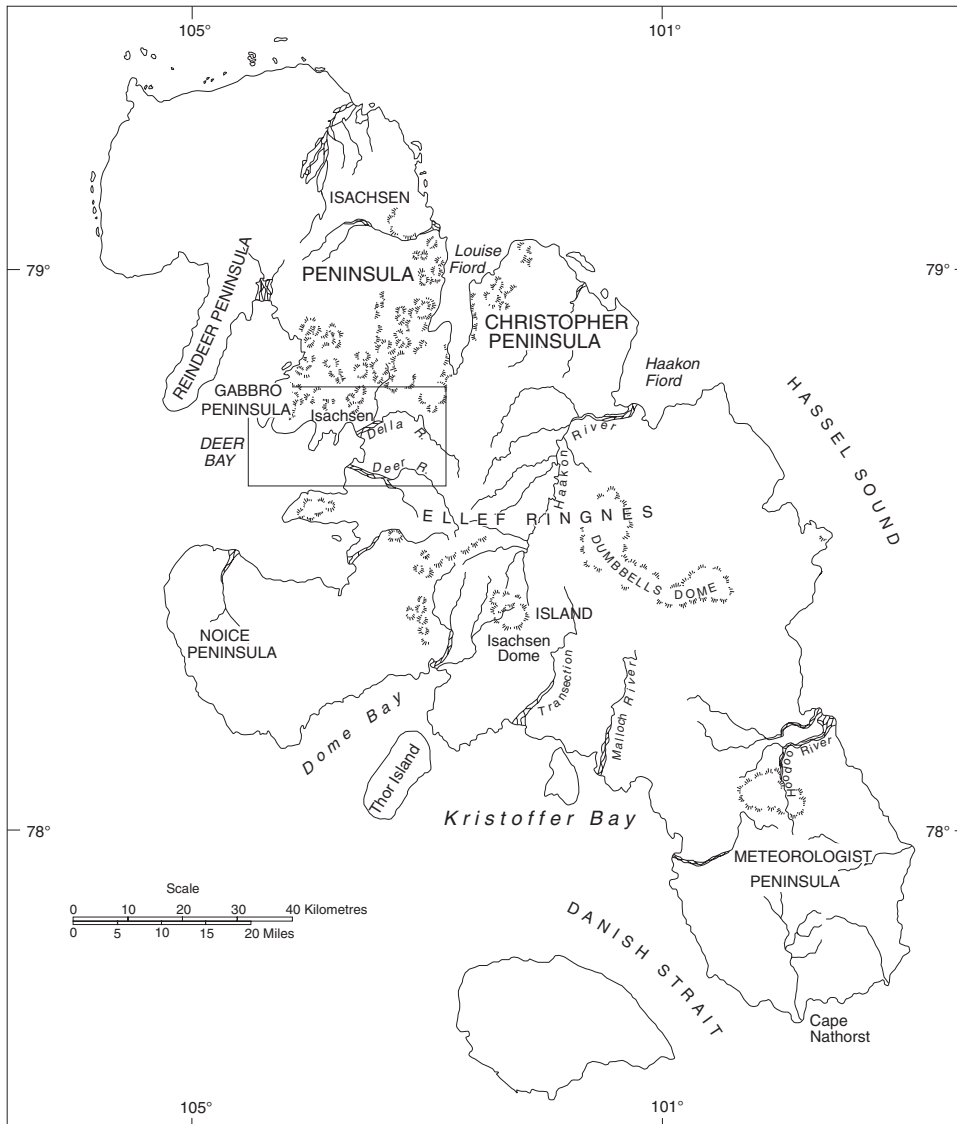 105°
101°
ISACHSEN
79°
79°
Louise
Fiord
PENINSULA
REINDEER PENINSULA
CHRISTOPHER
PENINSULA
Haakon
Fiord
HASSEL SOUND
GABBRO
PENINSULA
Isachsen
DEER
BAY
Della R.
Haakon River
Deer R.
ELLEF RINGNES
DUMBBELLS DOME
ISLAND
NOICE
PENINSULA
Isachsen
Dome
Transection
Malloch River
Dome Bay
Hoodoo River
Thor Island
Kristoffer Bay
78°
78°
METEOROLOGIST
PENINSULA
Scale
0 10 20 30 40 Kilometres
0 5 10 15 20 Miles
DANISH STRAIT
Cape
Nathorst
105°
101°